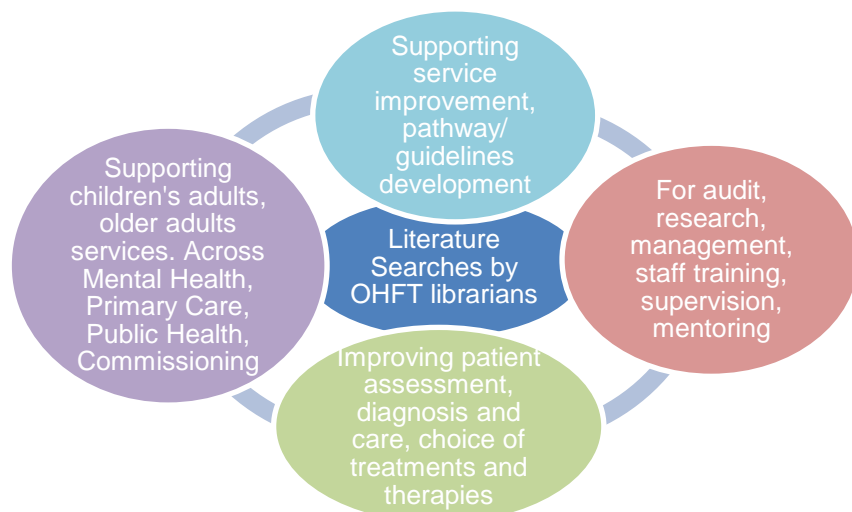 Supporting
service
improvement,
pathway/
guidelines
development
Supporting
children's adults,
older adults
services. Across
Mental Health,
Primary Care,
Public Health,
Commissioning
Literature
Searches by
OHFT librarians
For audit,
research,
management,
staff training,
supervision,
mentoring
Improving patient
assessment,
diagnosis and
care, choice of
treatments and
therapies